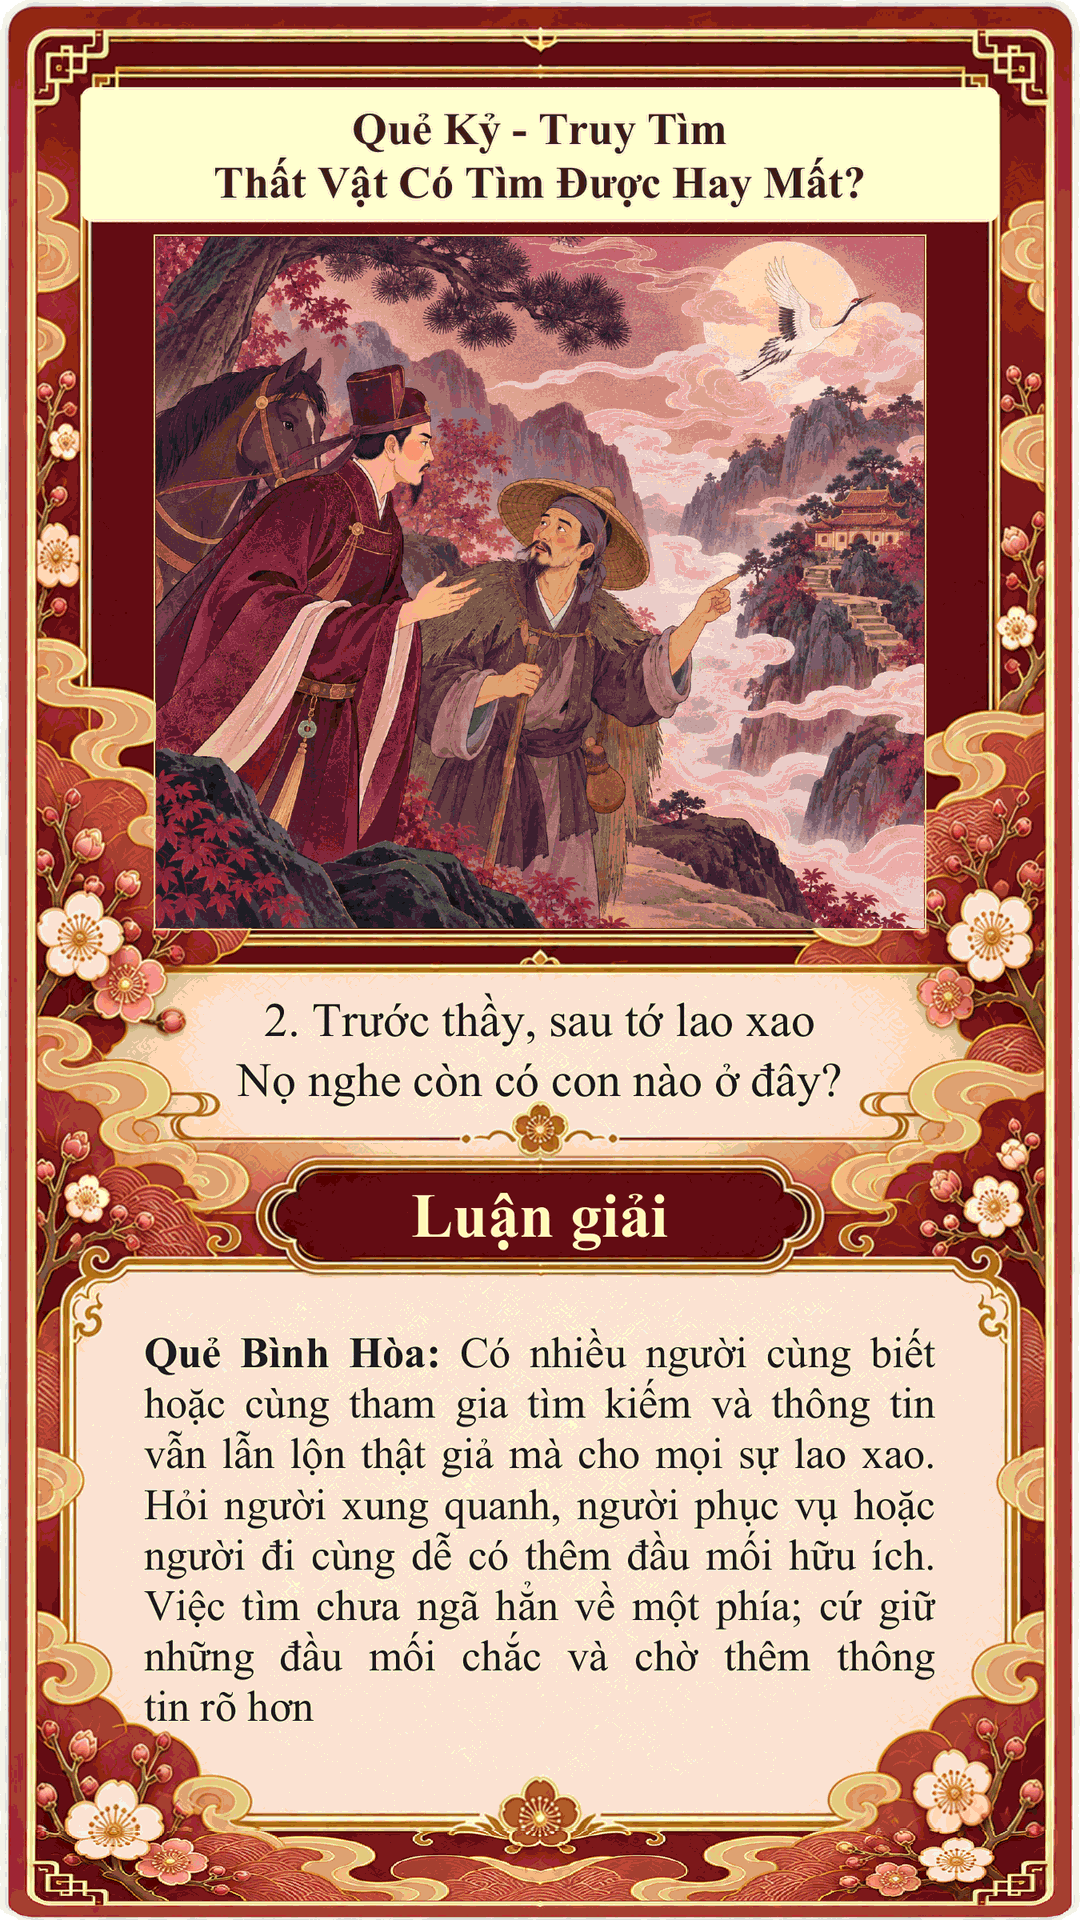 Quẻ Kỷ - Truy Tìm
Thất Vật Có Tìm Được Hay Mất?
2. Trước thầy, sau tớ lao xao
Nọ nghe còn có con nào ở đây?
Luận giải
Quẻ Bình Hòa: Có nhiều người cùng biết
hoặc cùng tham gia tìm kiếm và thông tin
vẫn lẫn lộn thật giả mà cho mọi sự lao xao.
Hỏi người xung quanh, người phục vụ hoặc
người đi cùng dễ có thêm đầu mối hữu ích.
Việc tìm chưa ngã hẳn về một phía; cứ giữ
những đầu mối chắc và chờ thêm thông
tin rõ hơn